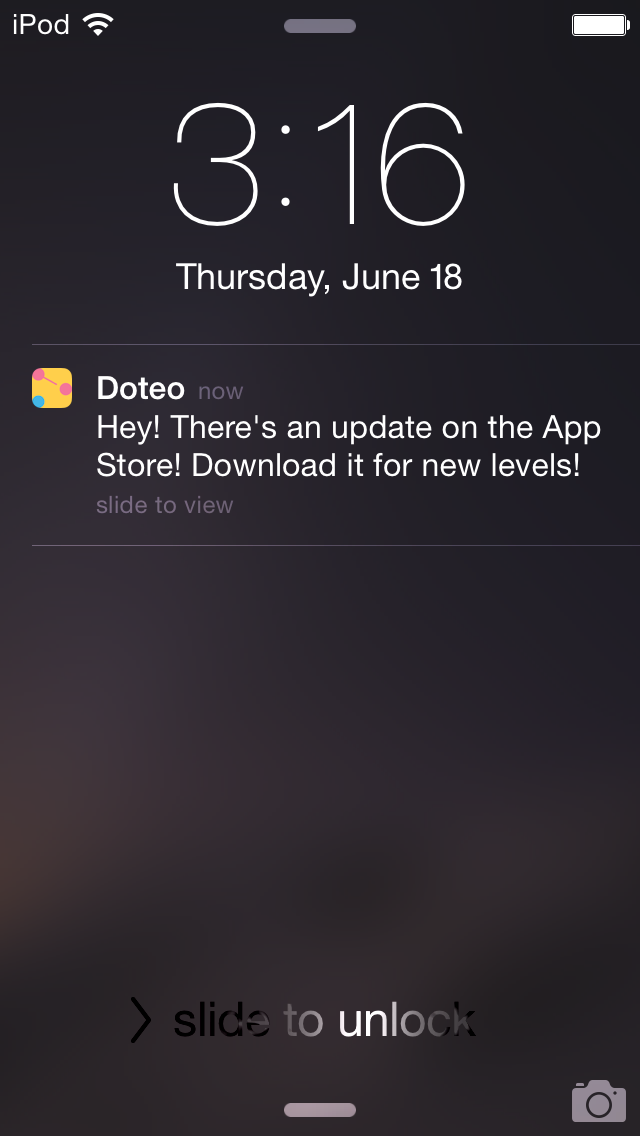 iPod
3:16
Thursday, June 18
Doteo now
Hey! There's an update on the App
Store! Download it for new levels!
slide to view
slide to unlock